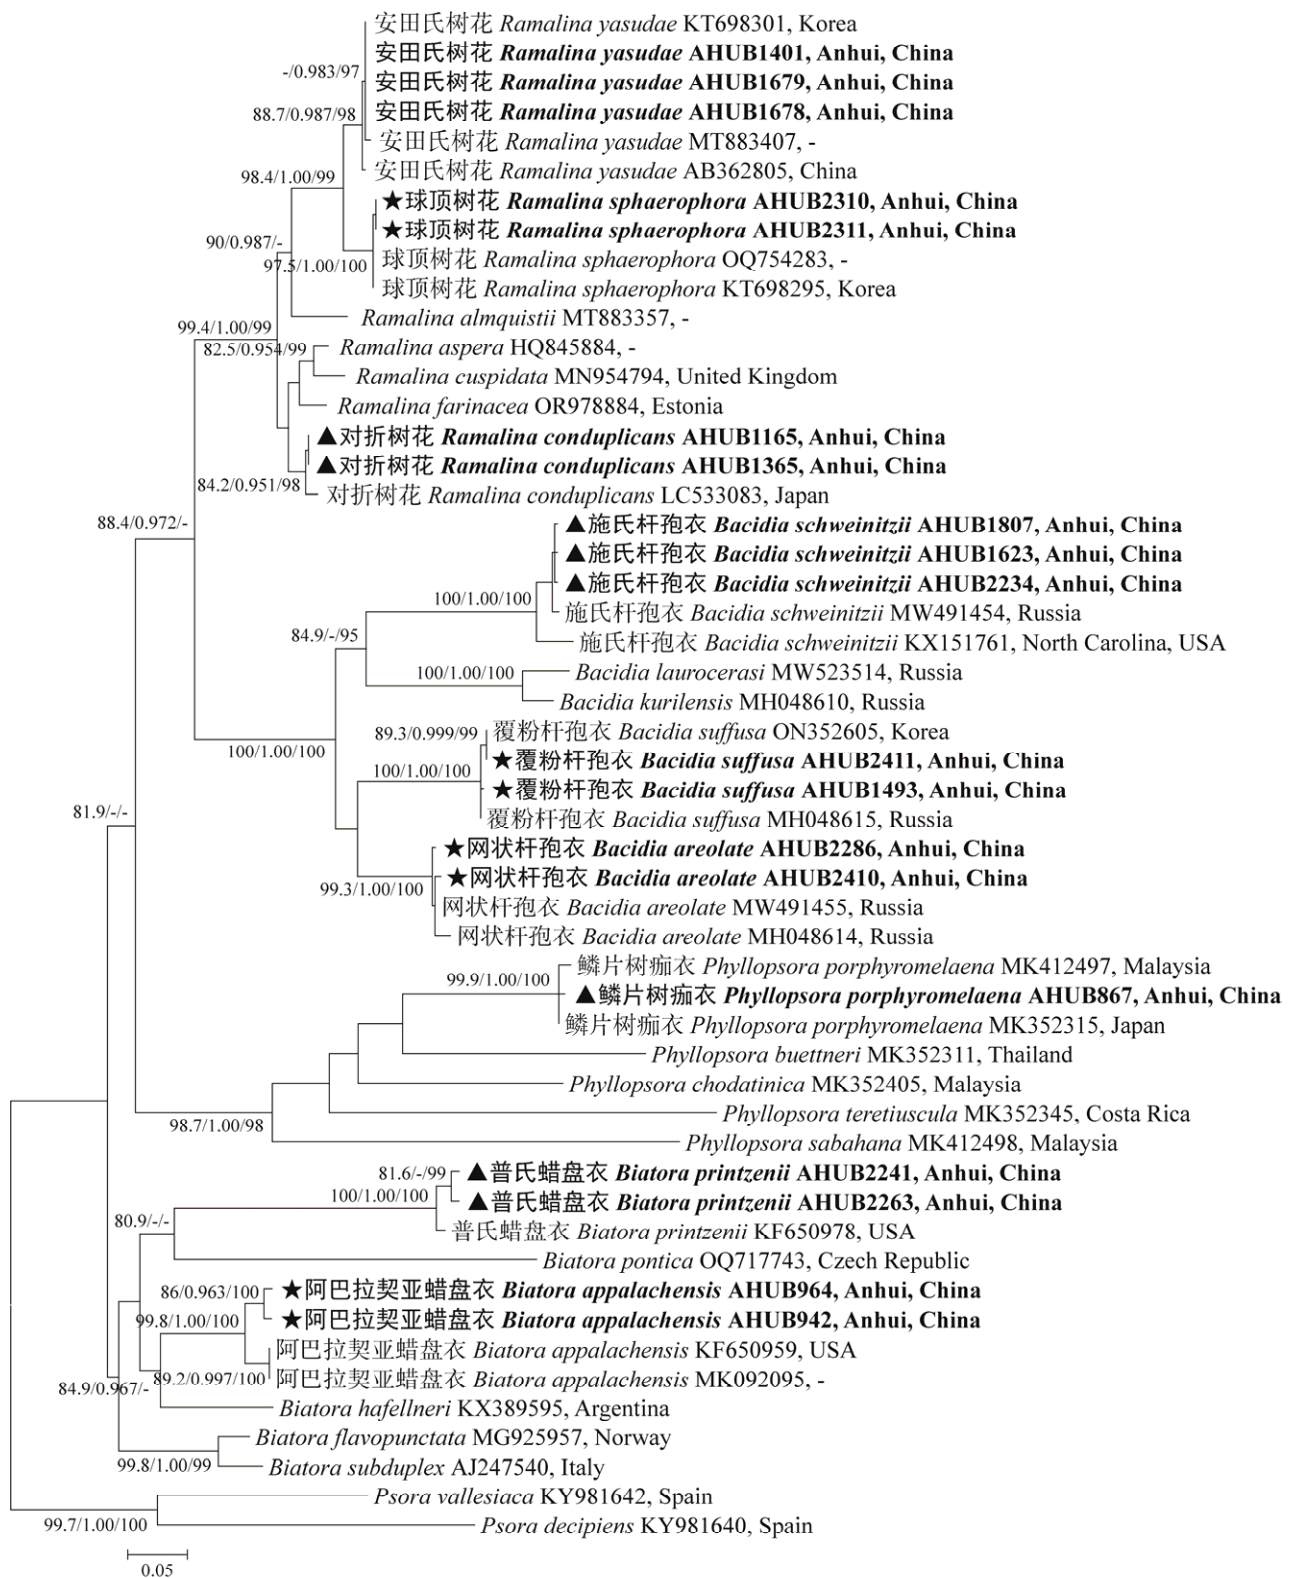 安田氏树花 Ramalina yasudae KT698301, Korea
安田氏树花 Ramalina yasudae AHUB1401, Anhui, China
-/0.983/97
安田氏树花 Ramalina yasudae AHUB1679, Anhui, China
88.7/0.987/98
安田氏树花 Ramalina yasudae AHUB1678, Anhui, China
安田氏树花 Ramalina yasudae MT883407, -
98.4/1.00/99
安田氏树花 Ramalina yasudae AB362805, China
★球顶树花 Ramalina sphaerophora AHUB2310, Anhui, China
★球顶树花 Ramalina sphaerophora AHUB2311, Anhui, China
90/0.987/-
97.5/1.00/100
球顶树花 Ramalina sphaerophora OQ754283, -
球顶树花 Ramalina sphaerophora KT698295, Korea
Ramalina almquistii MT883357, -
99.4/1.00/99
82.5/0.954/99
Ramalina aspera HQ845884, -
Ramalina cuspidata MN954794, United Kingdom
Ramalina farinacea OR978884, Estonia
▲对折树花 Ramalina conduplicans AHUB1165, Anhui, China
▲对折树花 Ramalina conduplicans AHUB1365, Anhui, China
84.2/0.951/98
对折树花 Ramalina conduplicans LC533083, Japan
88.4/0.972/-
▲施氏杆孢衣 Bacidia schweinitzii AHUB1807, Anhui, China
▲施氏杆孢衣 Bacidia schweinitzii AHUB1623, Anhui, China
▲施氏杆孢衣 Bacidia schweinitzii AHUB2234, Anhui, China
100/1.00/100
施氏杆孢衣 Bacidia schweinitzii MW491454, Russia
84.9/-/95
施氏杆孢衣 Bacidia schweinitzii KX151761, North Carolina, USA
100/1.00/100
Bacidia laurocerasi MW523514, Russia
Bacidia kurilensis MH048610, Russia
89.3/0.999/99
覆粉杆孢衣 Bacidia suffusa ON352605, Korea
100/1.00/100
★覆粉杆孢衣 Bacidia suffusa AHUB2411, Anhui, China
100/1.00/100
★覆粉杆孢衣 Bacidia suffusa AHUB1493, Anhui, China
81.9/-/-
覆粉杆孢衣 Bacidia suffusa MH048615, Russia
★网状杆孢衣 Bacidia areolate AHUB2286, Anhui, China
99.3/1.00/100
★网状杆孢衣 Bacidia areolate AHUB2410, Anhui, China
网状杆孢衣 Bacidia areolate MW491455, Russia
网状杆孢衣 Bacidia areolate MH048614, Russia
鳞片树痂衣 Phyllopsora porphyromelaena MK412497, Malaysia
99.9/1.00/100
▲鳞片树痂衣 Phyllopsora porphyromelaena AHUB867, Anhui, China
鳞片树痂衣 Phyllopsora porphyromelaena MK352315, Japan
Phyllopsora buettneri MK352311, Thailand
Phyllopsora chodatinica MK352405, Malaysia
Phyllopsora teretiuscula MK352345, Costa Rica
98.7/1.00/98
Phyllopsora sabahana MK412498, Malaysia
81.6/-/99
▲普氏蜡盘衣 Biatora printzenii AHUB2241, Anhui, China
100/1.00/100
▲普氏蜡盘衣 Biatora printzenii AHUB2263, Anhui, China
80.9/-/-
普氏蜡盘衣 Biatora printzenii KF650978, USA
Biatora pontica OQ717743, Czech Republic
86/0.963/100
★阿巴拉契亚蜡盘衣 Biatora appalachensis AHUB964, Anhui, China
99.8/1.00/100
★阿巴拉契亚蜡盘衣 Biatora appalachensis AHUB942, Anhui, China
阿巴拉契亚蜡盘衣 Biatora appalachensis KF650959, USA
84.9/0.967/-
89.2/0.997/100
阿巴拉契亚蜡盘衣 Biatora appalachensis MK092095, -
Biatora hafellneri KX389595, Argentina
Biatora flavopunctata MG925957, Norway
99.8/1.00/99
Biatora subduplex AJ247540, Italy
Psora vallesiaca KY981642, Spain
99.7/1.00/100
Psora decipiens KY981640, Spain
0.05